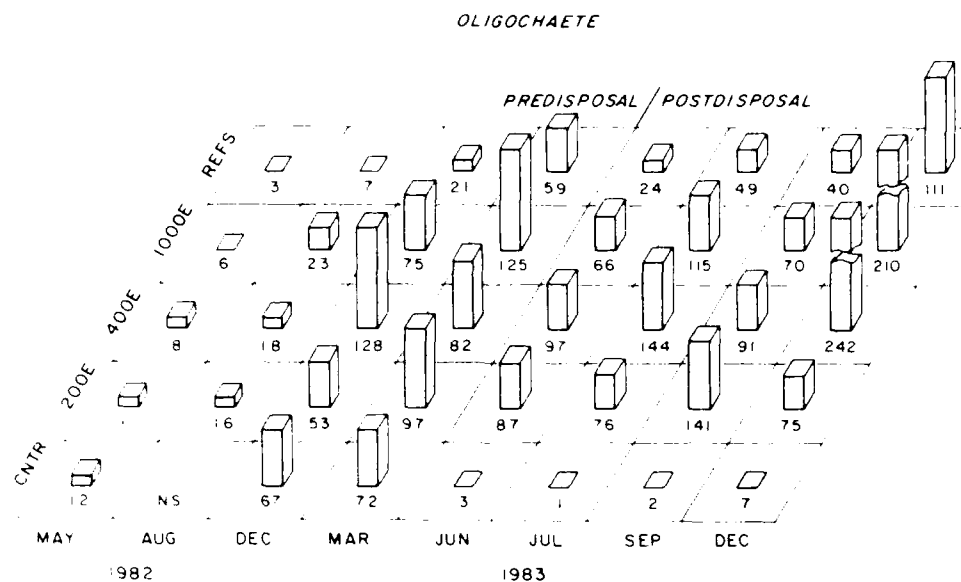 OLIGOCHAETE
PREDISPOSAL / POSTDISPOSAL
REFS
3 7 21 59 24 49 40 111
1000E
6 23 75 125 66 115 70 210
400E
8 18 128 82 97 144 91 242
200E
16 53 97 87 76 141 75
CNTR
12 NS 67 72 3 1 2 7
MAY AUG DEC MAR JUN JUL SEP DEC
1982 1983